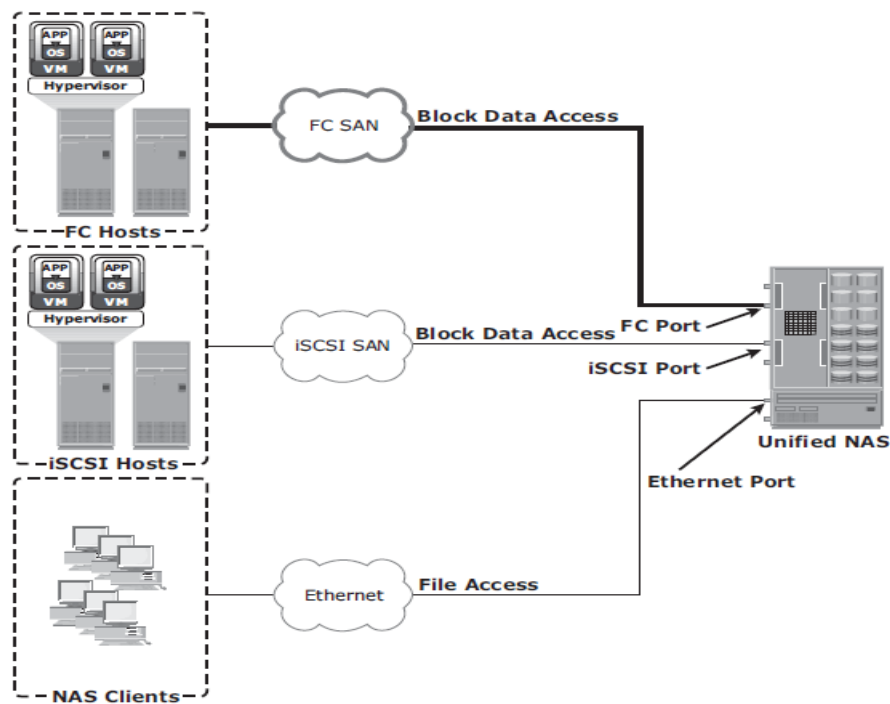 APP APP
OS OS
VM VM
Hypervisor
FC Hosts
FC SAN
Block Data Access
FC Port
APP APP
OS OS
VM VM
Hypervisor
iSCSI Hosts
iSCSI SAN
Block Data Access
iSCSI Port
Unified NAS
Ethernet Port
NAS Clients
Ethernet
File Access